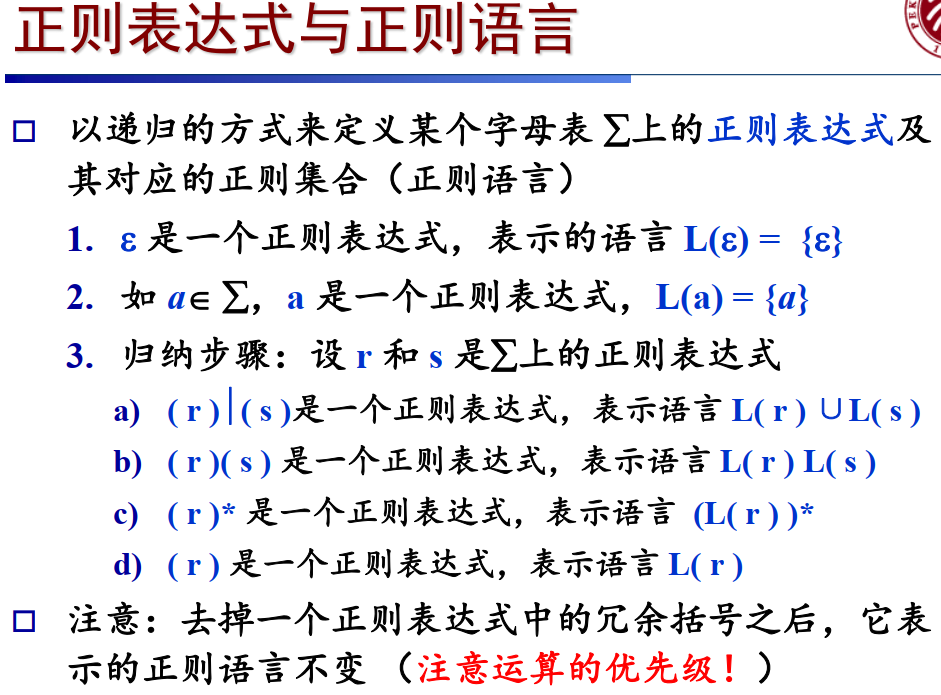 正则表达式与正则语言
以递归的方式来定义某个字母表 ∑上的正则表达式及
其对应的正则集合（正则语言）
1. ε 是一个正则表达式，表示的语言 L(ε) = {ε}
2. 如 a∈ ∑，a 是一个正则表达式，L(a) = {a}
3. 归纳步骤：设 r 和 s 是∑上的正则表达式
a) ( r )│( s )是一个正则表达式，表示语言 L( r ) ∪L( s )
b) ( r )( s ) 是一个正则表达式，表示语言 L( r ) L( s )
c) ( r )* 是一个正则表达式，表示语言 (L( r ) )*
d) ( r ) 是一个正则表达式，表示语言 L( r )
注意：去掉一个正则表达式中的冗余括号之后，它表
示的正则语言不变 （注意运算的优先级！）